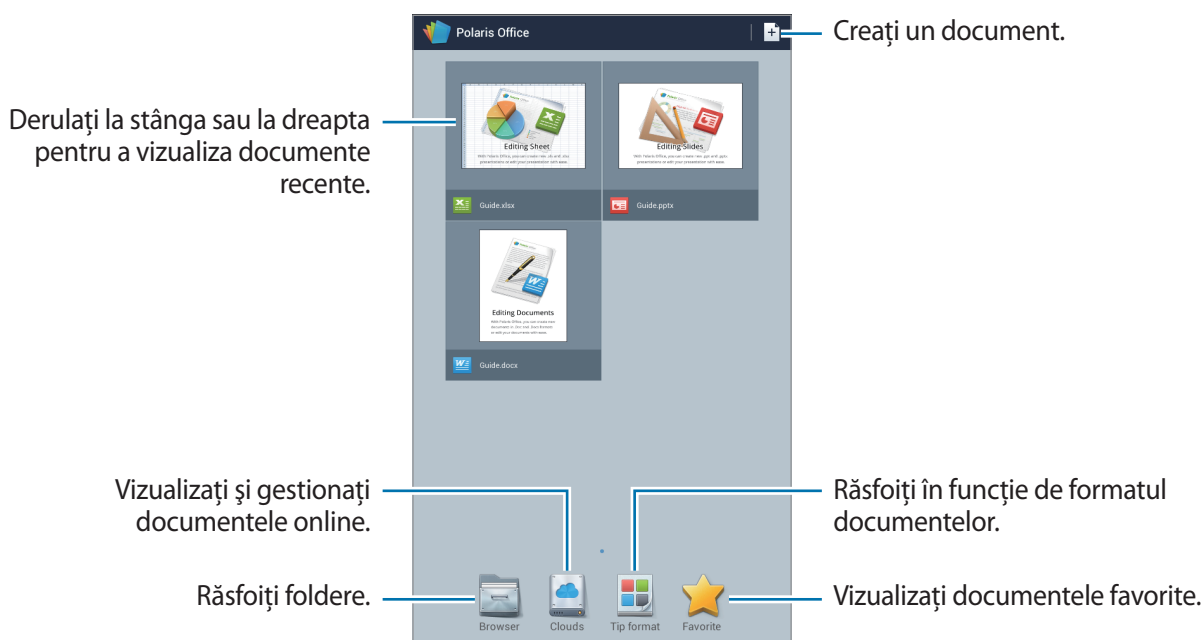 Polaris Office
Creați un document.
Derulați la stânga sau la dreapta
pentru a vizualiza documente
recente.
Editing Sheet
Editing Slides
Guide.xlsx
Guide.pptx
Editing Documents
Guide.docx
Vizualizați şi gestionați
documentele online.
Răsfoiți în funcție de formatul
documentelor.
Răsfoiți foldere.
Vizualizați documentele favorite.
Browser
Clouds
Tip format
Favorite